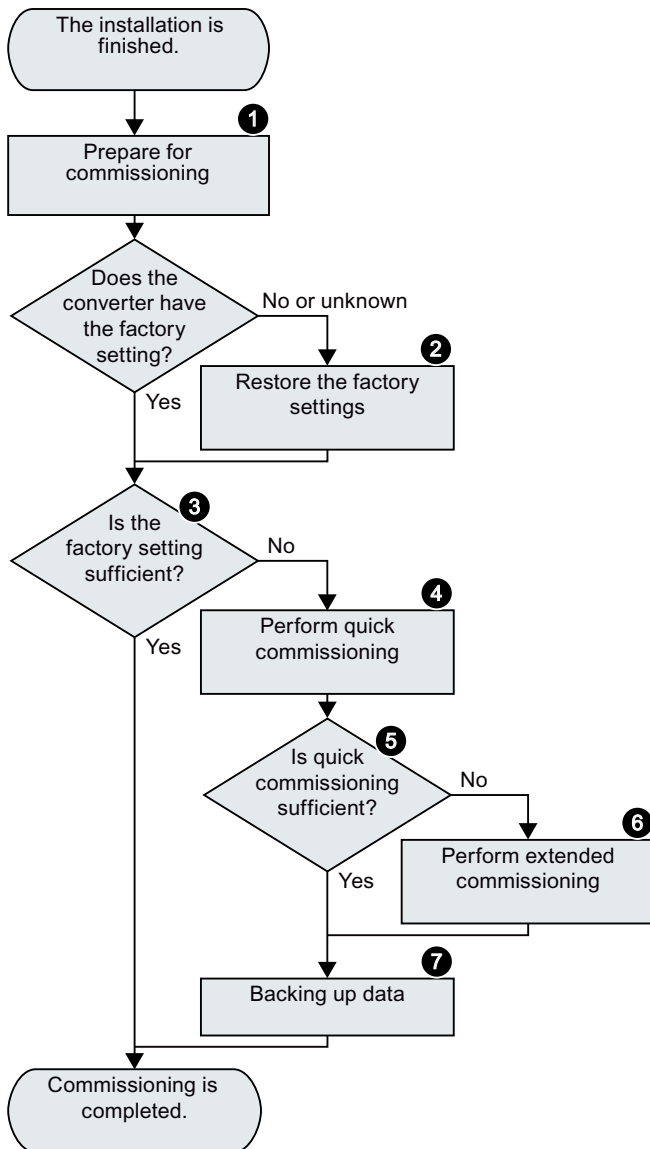 The installation is
finished.
1
Prepare for
commissioning
Does the
converter have
the factory
setting?
No or unknown
2
Restore the factory
settings
Yes
3
Is the
factory setting
sufficient?
No
4
Perform quick
commissioning
Yes
5
Is quick
commissioning
sufficient?
No
6
Perform extended
commissioning
Yes
7
Backing up data
Commissioning is
completed.